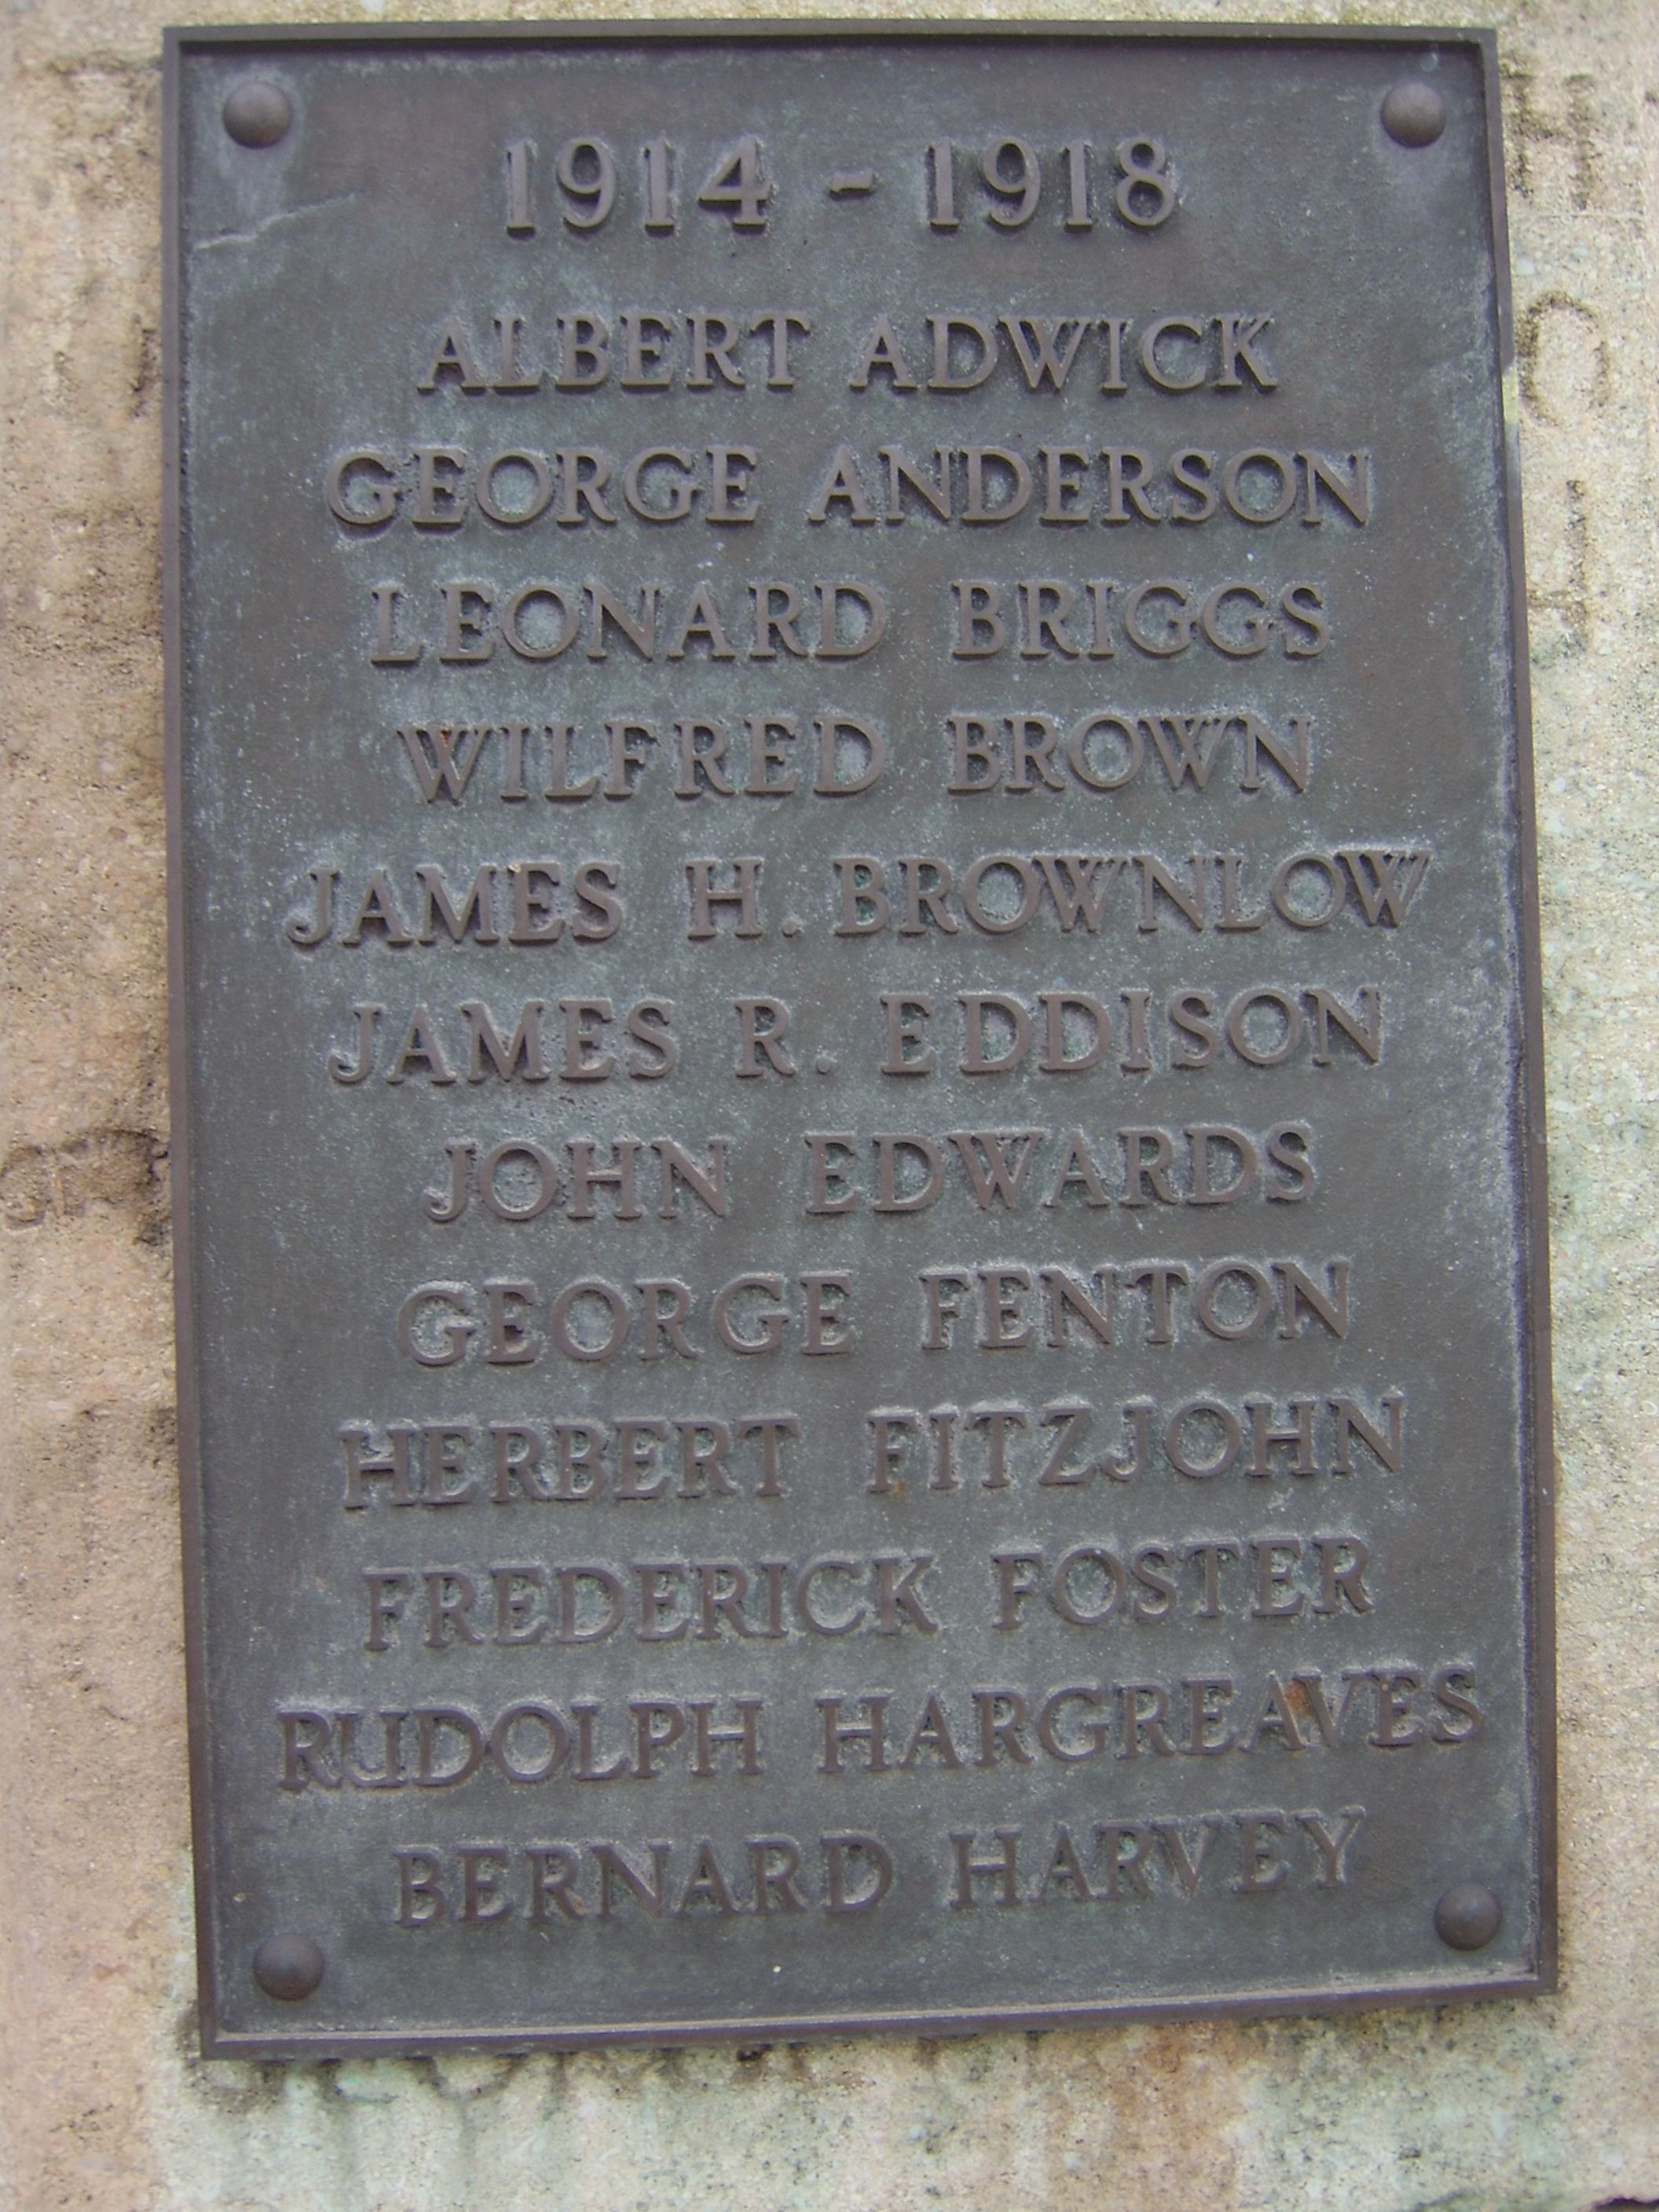 1914 - 1918
ALBERT ADWICK
GEORGE ANDERSON
LEONARD BRIGGS
WILFRED BROWN
JAMES H. BROWNLOW
JAMES R. EDDISON
JOHN EDWARDS
GEORGE FENTON
HERBERT FITZJOHN
FREDERICK FOSTER
RUDOLPH HARGREAVES
BERNARD HARVEY